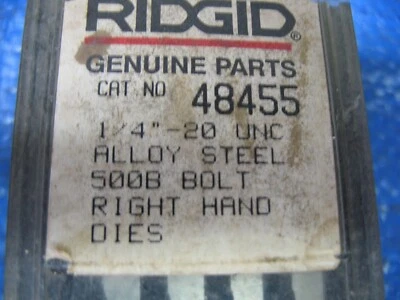 RIDGID®
GENUINE PARTS
CAT.NO 48455
1/4"-20 UNC
ALLOY STEEL
500B BOLT
RIGHT HAND
DIES